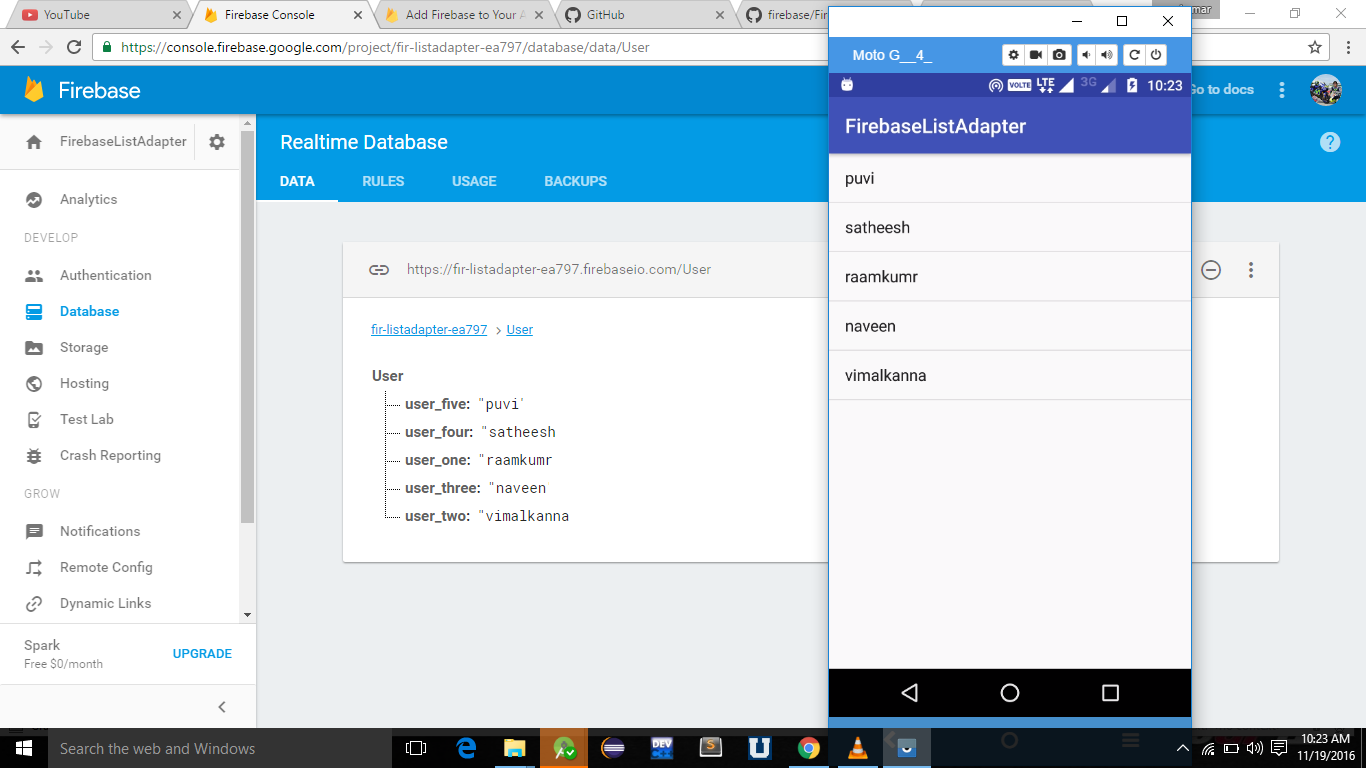 YouTube
Firebase Console
Add Firebase to Your A
GitHub
firebase/Fir
mar
https://console.firebase.google.com/project/fir-listadapter-ea797/database/data/User
Firebase
Go to docs
FirebaseListAdapter
Analytics
DEVELOP
Authentication
Database
Storage
Hosting
Test Lab
Crash Reporting
GROW
Notifications
Remote Config
Dynamic Links
Spark
Free $0/month
UPGRADE
Realtime Database
DATA RULES USAGE BACKUPS
https://fir-listadapter-ea797.firebaseio.com/User
fir-listadapter-ea797 > User
User
user_five: "puvi'
user_four: "satheesh
user_one: "raamkumr
user_three: "naveen
user_two: "vimalkanna
Moto G__4_
VOLTE LTE 3G 10:23
FirebaseListAdapter
puvi
satheesh
raamkumr
naveen
vimalkanna
Search the web and Windows
DEV
10:23 AM
11/19/2016